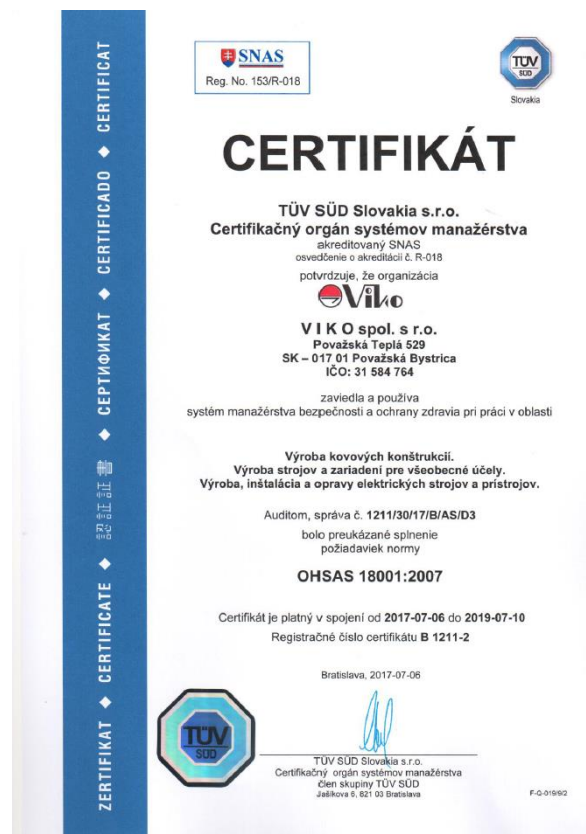 SNAS
Reg. No. 153/R-018
TÜV
SÜD
Slovakia
CERTIFIKÁT
TÜV SÜD Slovakia s.r.o.
Certifikačný orgán systémov manažérstva
akreditovaný SNAS
osvedčenie o akreditácii č. R-018
potvrdzuje, že organizácia
Viko
V I K O spol. s r.o.
Považská Teplá 529
SK – 017 01 Považská Bystrica
IČO: 31 584 764
zaviedla a používa
systém manažérstva bezpečnosti a ochrany zdravia pri práci v oblasti
Výroba kovových konštrukcií.
Výroba strojov a zariadení pre všeobecné účely.
Výroba, inštalácia a opravy elektrických strojov a prístrojov.
Auditom, správa č. 1211/30/17/B/AS/D3
bolo preukázané splnenie
požiadaviek normy
OHSAS 18001:2007
Certifikát je platný v spojení od 2017-07-06 do 2019-07-10
Registračné číslo certifikátu B 1211-2
Bratislava, 2017-07-06
TÜV
SÜD
TÜV SÜD Slovakia s.r.o.
Certifikačný orgán systémov manažérstva
člen skupiny TÜV SÜD
Jašíkova 6, 821 03 Bratislava
F-Q-019/9/2
ZERTIFIKAT ◆ CERTIFICATE ◆ 認証証書 ◆ СЕРТИФИКАТ ◆ CERTIFICADO ◆ CERTIFICAT